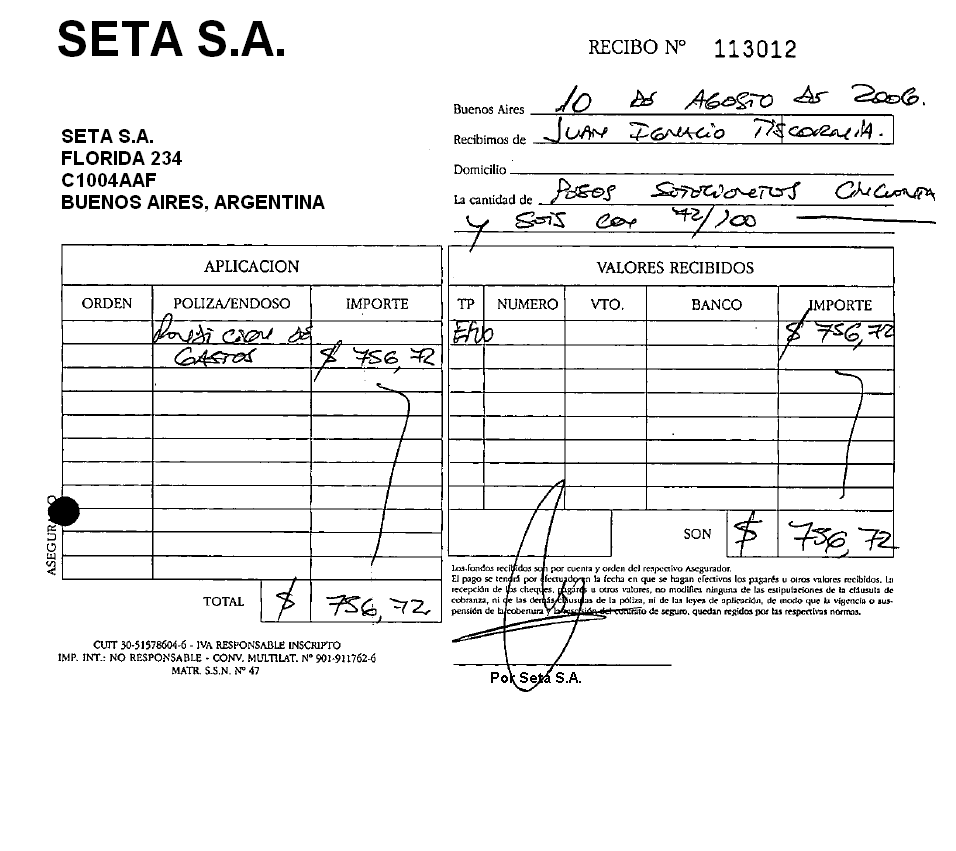 SETA S.A.
RECIBO Nº 113012
Buenos Aires 10 de AGOSTO de 2006.
Recibimos de JUAN IGNACIO TISCORNIA.
Domicilio
La cantidad de PESOS SETECIENTOS CINCUENTA
Y SEIS CON 72/100
SETA S.A.
FLORIDA 234
C1004AAF
BUENOS AIRES, ARGENTINA
APLICACION
ORDEN POLIZA/ENDOSO IMPORTE
de
GASTOS $ 756,72
TOTAL $ 756,72
ASEGURADO
VALORES RECIBIDOS
TP NUMERO VTO. BANCO IMPORTE
Efvo $ 756,72
SON $ 756,72
Los fondos recibidos son por cuenta y orden del respectivo Asegurador.
El pago se tendrá por efectuado en la fecha en que se hagan efectivos los pagarés u otros valores recibidos. La
recepción de los cheques, pagarés u otros valores, no modifica ninguna de las estipulaciones de la cláusula de
cobranza, ni de las demás cláusulas de la póliza, ni de las leyes de aplicación, de modo que la vigencia o sus-
pensión de la cobertura y la rescisión del contrato de seguro, quedan regidos por las respectivas normas.
Por Seta S.A.
CUIT 30-51578604-6 - IVA RESPONSABLE INSCRIPTO
IMP. INT.: NO RESPONSABLE - CONV. MULTILAT. Nº 901-911762-6
MATR. S.S.N. Nº 47